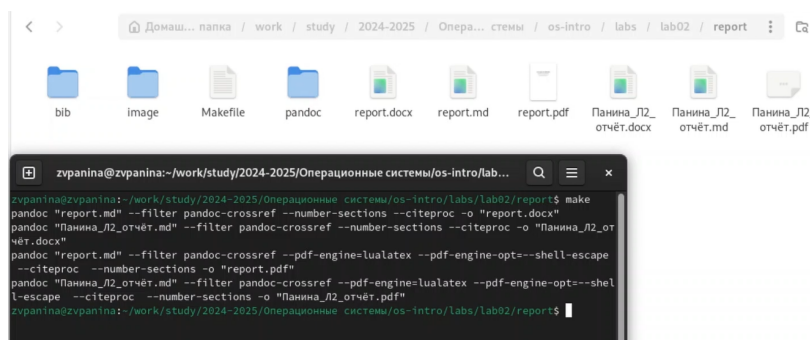 Домаш... папка / work / study / 2024-2025 / Опера... стемы / os-intro / labs / lab02 / report
bib
image
Makefile
pandoc
report.docx
report.md
report.pdf
Панина_Л2_
отчёт.docx
Панина_Л2_
отчёт.md
Панина_Л2
отчёт.pdf
zvpanina@zvpanina:~/work/study/2024-2025/Операционные системы/os-intro/lab...
zvpanina@zvpanina:~/work/study/2024-2025/Операционные системы/os-intro/labs/lab02/report$ make
pandoc "report.md" --filter pandoc-crossref --number-sections --citeproc -o "report.docx"
pandoc "Панина_Л2_отчёт.md" --filter pandoc-crossref --number-sections --citeproc -o "Панина_Л2_от
чёт.docx"
pandoc "report.md" --filter pandoc-crossref --pdf-engine=lualatex --pdf-engine-opt=--shell-escape
 --citeproc  --number-sections -o "report.pdf"
pandoc "Панина_Л2_отчёт.md" --filter pandoc-crossref --pdf-engine=lualatex --pdf-engine-opt=--shel
l-escape  --citeproc  --number-sections -o "Панина_Л2_отчёт.pdf"
zvpanina@zvpanina:~/work/study/2024-2025/Операционные системы/os-intro/labs/lab02/report$